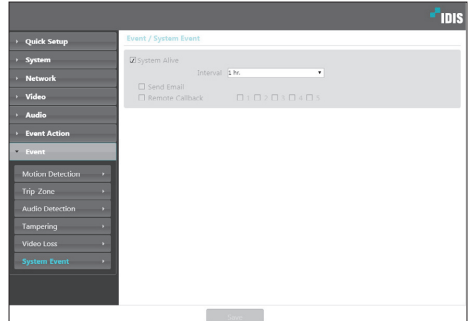 IDIS
Quick Setup
System
Network
Video
Audio
Event Action
Event
Motion Detection
Trip Zone
Audio Detection
Tampering
Video Loss
System Event
Event / System Event
System Alive
Interval 1 hr.
Send Email
Remote Callback 1 2 3 4 5
Save